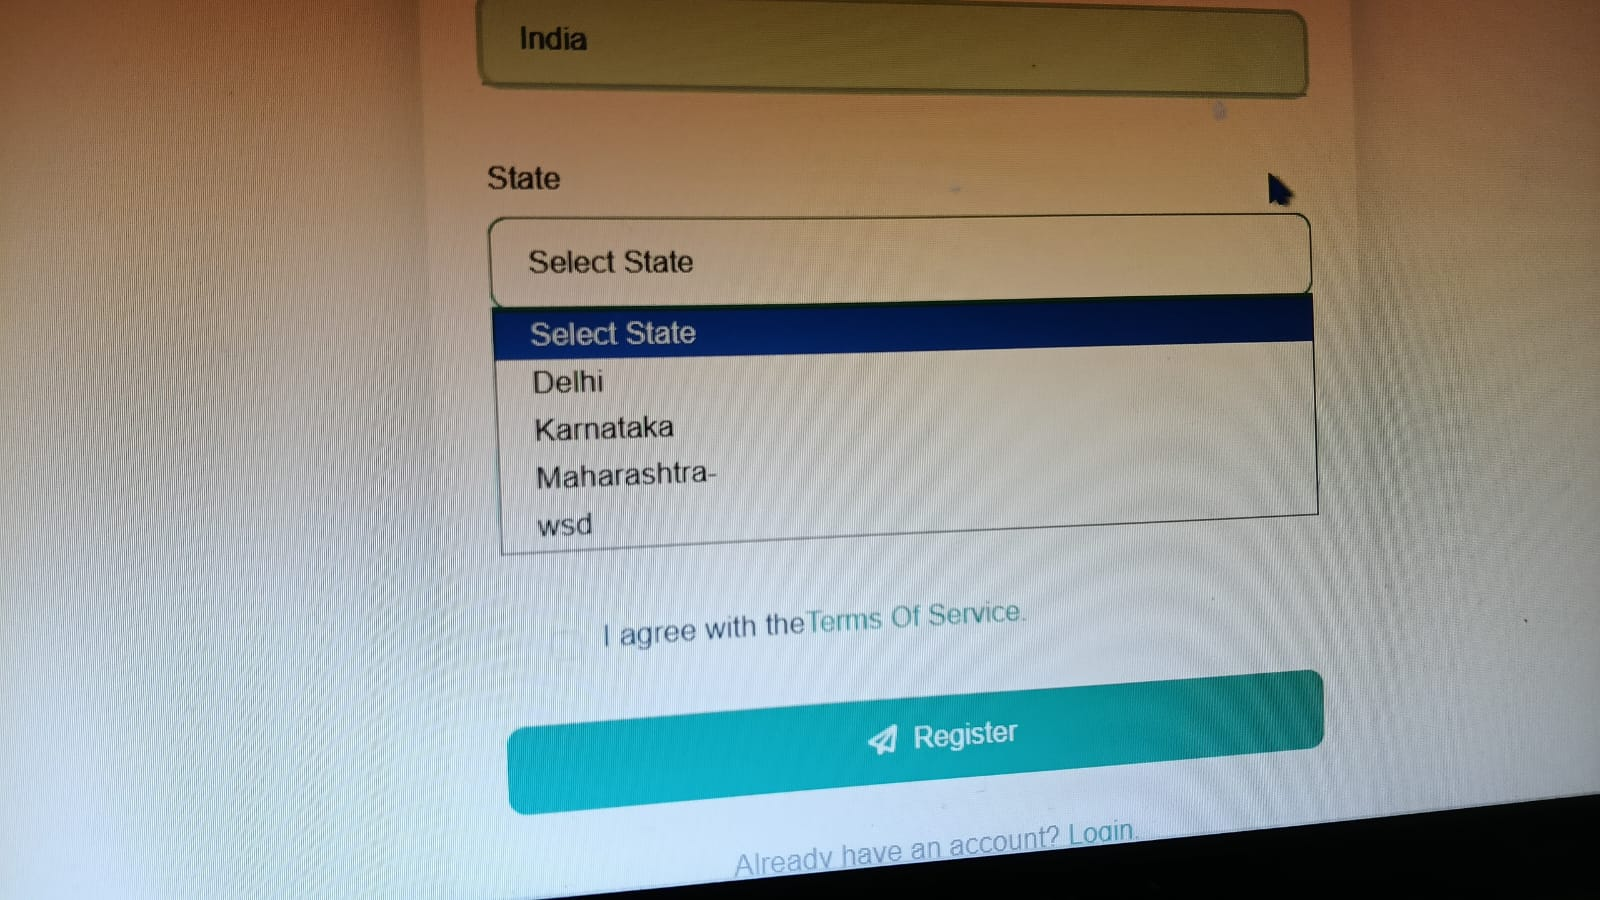 India
State
Select State
Select State
Delhi
Karnataka
Maharashtra-
wsd
I agree with theTerms Of Service.
Register
Already have an account? Login.